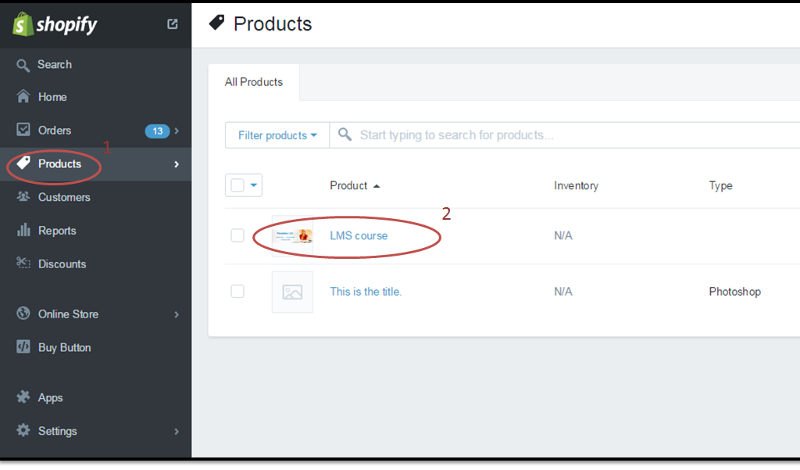 shopify
Products
Search
Home
Orders 13
1
Products
Customers
Reports
Discounts
Online Store
Buy Button
Apps
Settings
All Products
Filter products
Start typing to search for products...
Product Inventory Type
2
LMS course N/A
This is the title. N/A Photoshop